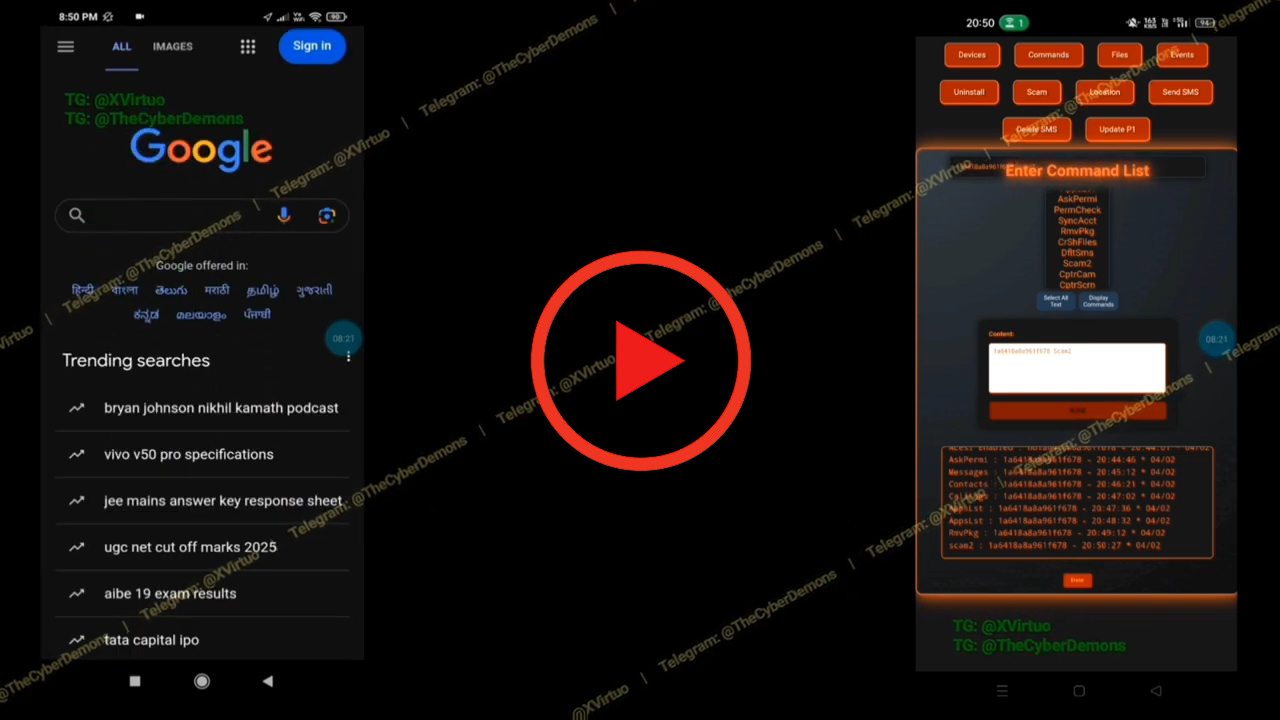 8:50 PM
90
ALL IMAGES
Sign in
TG: @XVirtuo
TG: @TheCyberDemons
Google
Google offered in:
हिन्दी বাংলা తెలుగు मराठी தமிழ் ગુજરાતી
ಕನ್ನಡ മലയാളം ਪੰਜਾਬੀ
08:21
Trending searches
bryan johnson nikhil kamath podcast
vivo v50 pro specifications
jee mains answer key response sheet
ugc net cut off marks 2025
aibe 19 exam results
tata capital ipo
Telegram: @TheCyberDemons | Telegram: @XVirtuo
20:50
1
94
Devices Commands Files Events
Uninstall Scam Location Send SMS
Delete SMS Update P1
Enter Command List
AskPermi
PermCheck
SyncAcct
RmvPkg
CrShFiles
DfltSms
Scam2
CptrCam
CptrScrn
Select All Text
Display Commands
Content:
1a6418a8a961f678 Scam2
08:21
AskPermi : 1a6418a8a961f678 - 20:44:46 * 04/02
Messages : 1a6418a8a961f678 - 20:45:12 * 04/02
Contacts : 1a6418a8a961f678 - 20:46:21 * 04/02
1a6418a8a961f678 - 20:47:02 * 04/02
AppsList : 1a6418a8a961f678 - 20:47:36 * 04/02
AppsList : 1a6418a8a961f678 - 20:48:32 * 04/02
RmvPkg : 1a6418a8a961f678 - 20:49:12 * 04/02
scam2 : 1a6418a8a961f678 - 20:50:27 * 04/02
Erase
TG: @XVirtuo
TG: @TheCyberDemons